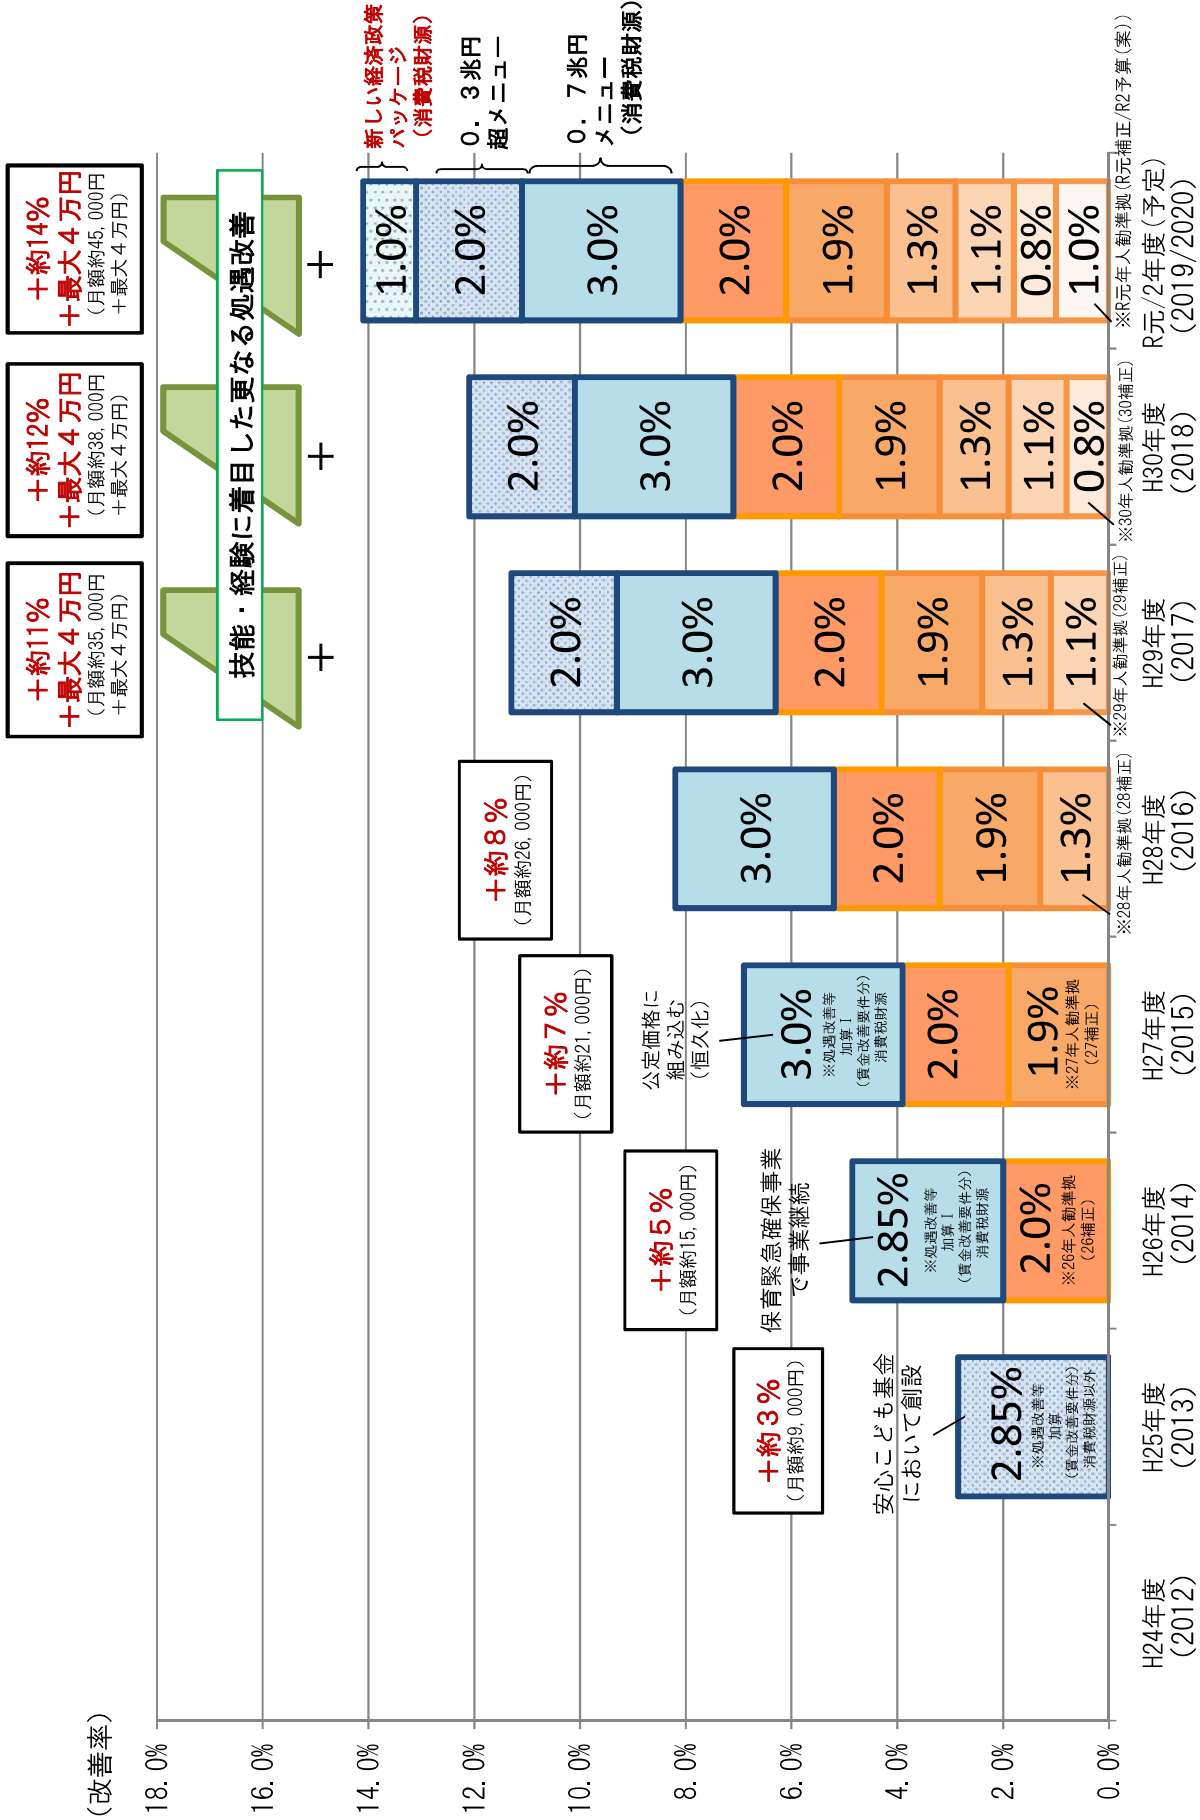 （改善率）
18.0%
16.0%
14.0%
12.0%
10.0%
8.0%
6.0%
4.0%
2.0%
0.0%
H24年度
（2012）
＋約３％
（月額約9,000円）
安心こども基金
において創設
2.85%
※処遇改善等
加算
（賃金改善要件分）
消費税財源以外
H25年度
（2013）
＋約５％
（月額約15,000円）
保育緊急確保事業
で事業継続
2.85%
※処遇改善等
加算Ⅰ
（賃金改善要件分）
消費税財源
2.0%
※26年人勧準拠
（26補正）
H26年度
（2014）
＋約７％
（月額約21,000円）
公定価格に
組み込む
（恒久化）
3.0%
※処遇改善等
加算Ⅰ
（賃金改善要件分）
消費税財源
2.0%
1.9%
※27年人勧準拠
（27補正）
H27年度
（2015）
＋約８％
（月額約26,000円）
3.0%
2.0%
1.9%
1.3%
※28年人勧準拠（28補正）
H28年度
（2016）
＋約11%
＋最大４万円
（月額約35,000円
＋最大４万円）
技能・経験に着目した更なる処遇改善
＋
2.0%
3.0%
2.0%
1.9%
1.3%
1.1%
※29年人勧準拠（29補正）
H29年度
（2017）
＋約12%
＋最大４万円
（月額約38,000円
＋最大４万円）
＋
2.0%
3.0%
2.0%
1.9%
1.3%
1.1%
0.8%
※30年人勧準拠（30補正）
H30年度
（2018）
＋約14%
＋最大４万円
（月額約45,000円
＋最大４万円）
＋
1.0%
2.0%
3.0%
2.0%
1.9%
1.3%
1.1%
0.8%
1.0%
※R元年人勧準拠（R元補正/R2予算（案））
R元/2年度（予定）
（2019/2020）
新しい経済政策
パッケージ
（消費税財源）
０．３兆円
超メニュー
０．７兆円
メニュー
（消費税財源）